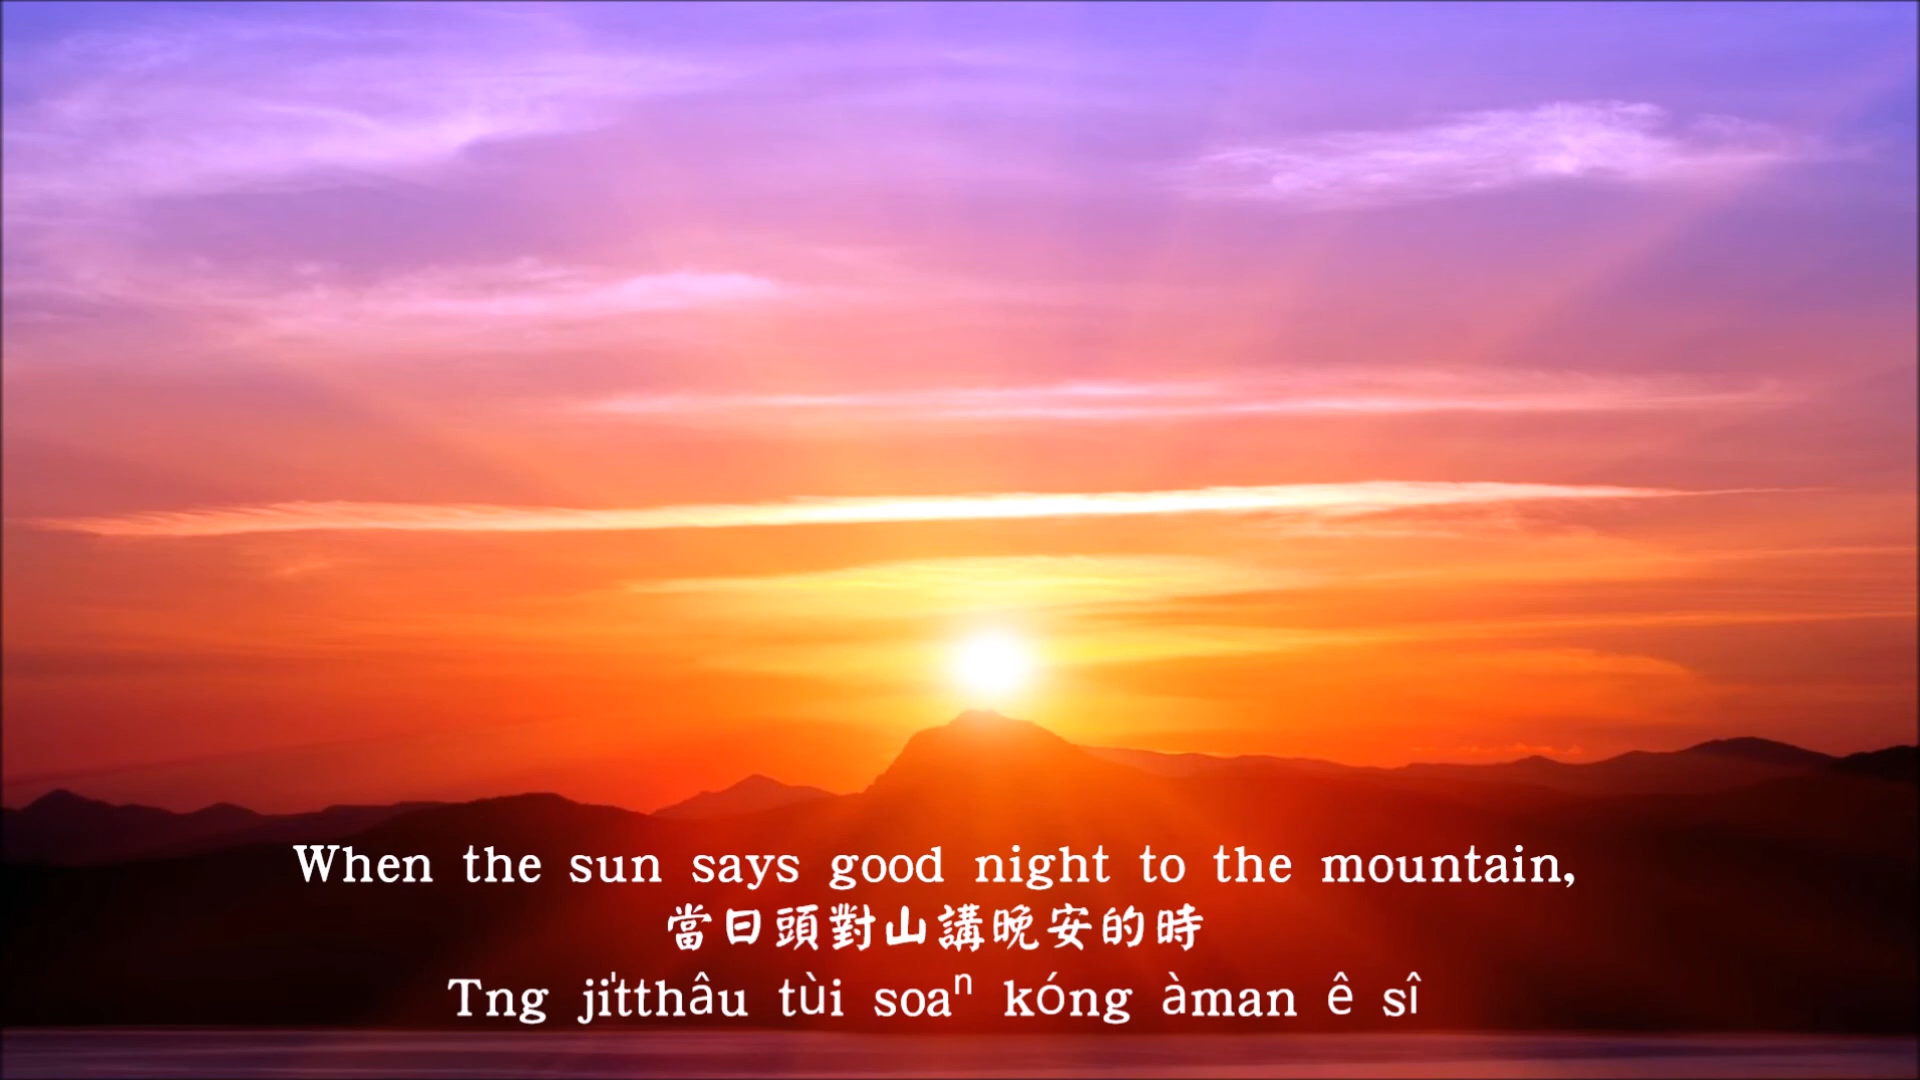 When the sun says good night to the mountain,
當日頭對山講晚安的時
Tng ji̍tthâu tùi soaⁿ kóng àman ê sî